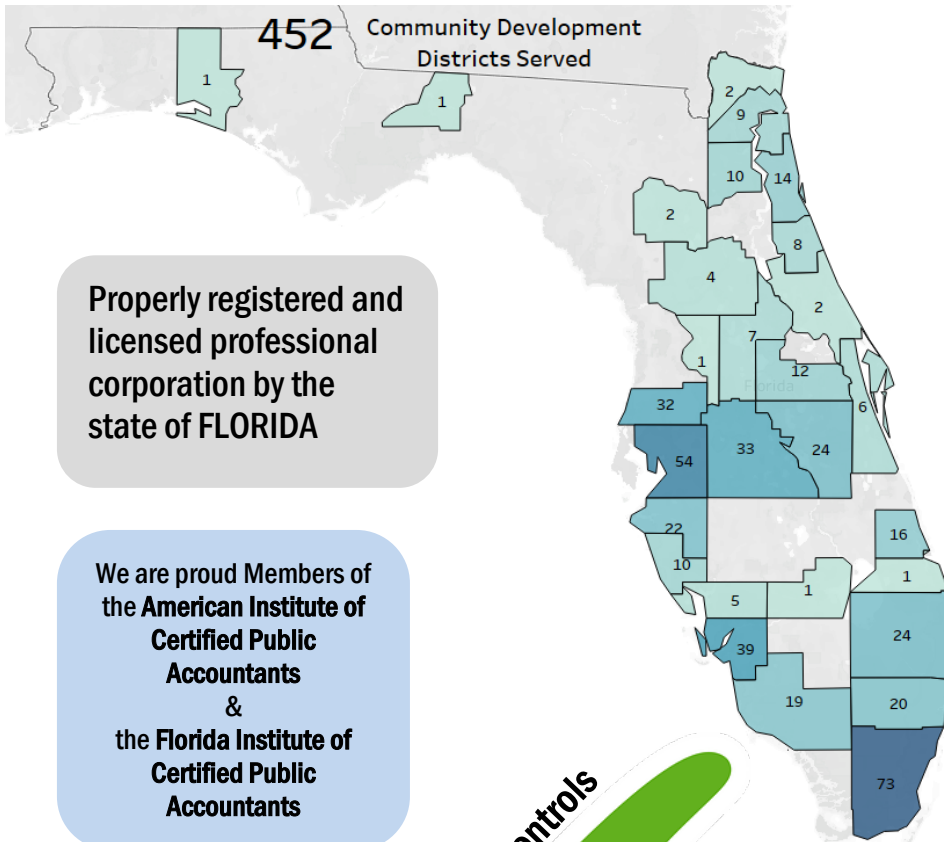 452
Community Development
Districts Served
1
1
2
9
10
14
2
8
4
2
7
1
12
Florida
6
32
33
24
54
22
16
10
1
1
5
24
39
19
20
73
Properly registered and
licensed professional
corporation by the
state of FLORIDA
We are proud Members of
the American Institute of
Certified Public
Accountants
&
the Florida Institute of
Certified Public
Accountants